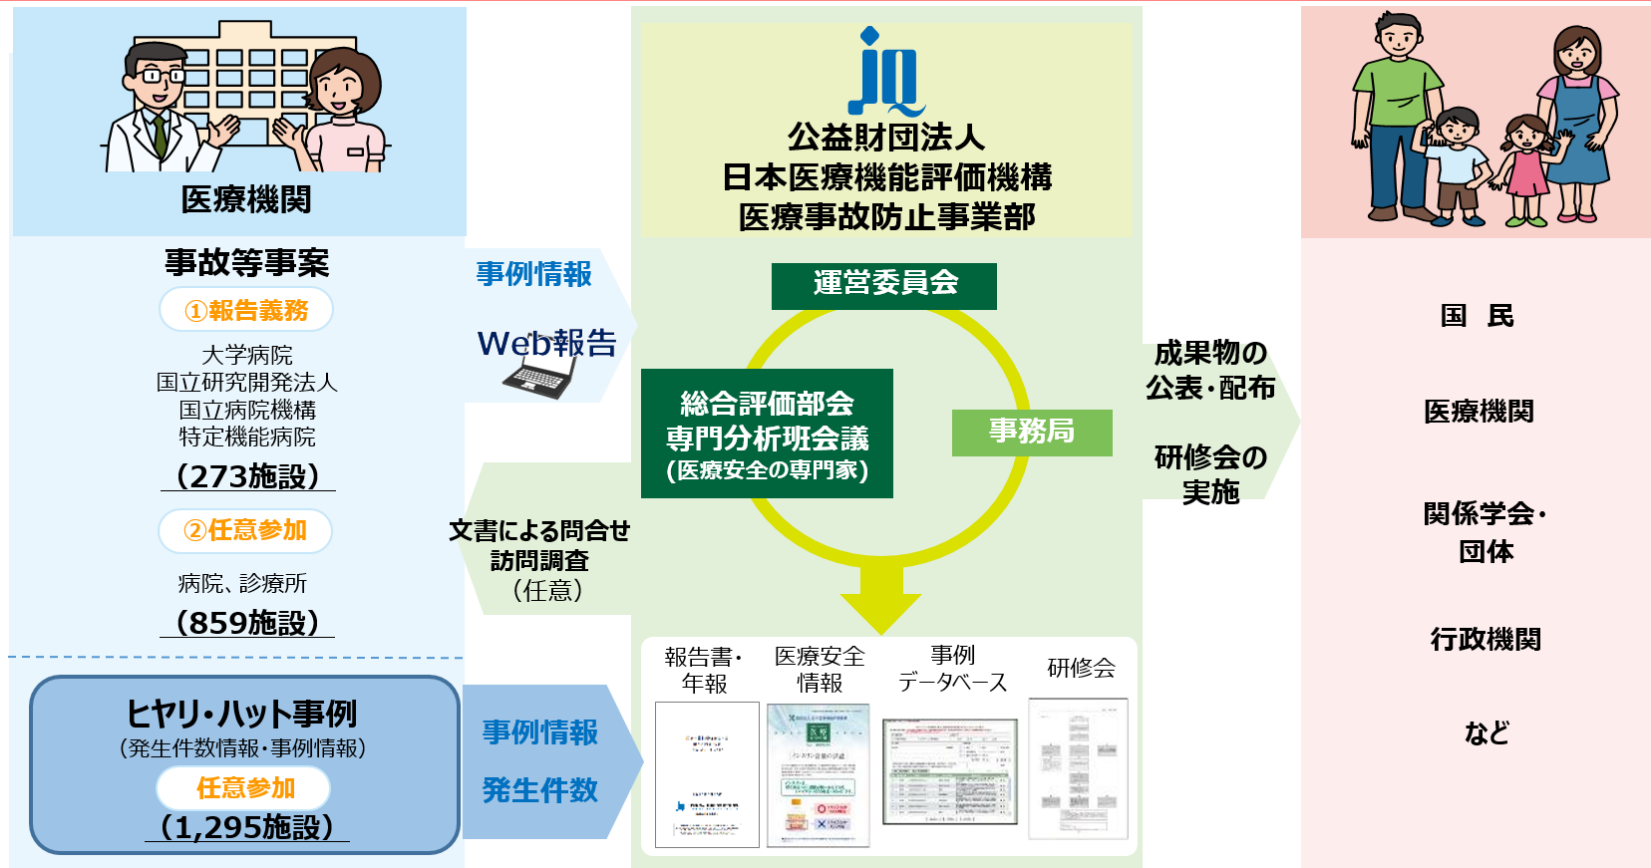 医療機関
事故等事案
①報告義務
大学病院
国立研究開発法人
国立病院機構
特定機能病院
（273施設）
②任意参加
病院、診療所
（859施設）
ヒヤリ・ハット事例
（発生件数情報・事例情報）
任意参加
（1,295施設）
事例情報
Web報告
文書による問合せ
訪問調査
（任意）
事例情報
発生件数
jq
公益財団法人
日本医療機能評価機構
医療事故防止事業部
運営委員会
総合評価部会
専門分析班会議
(医療安全の専門家)
事務局
報告書・
年報
医療安全
情報
事例
データベース
研修会
成果物の
公表・配布
研修会の
実施
国 民
医療機関
関係学会・
団体
行政機関
など